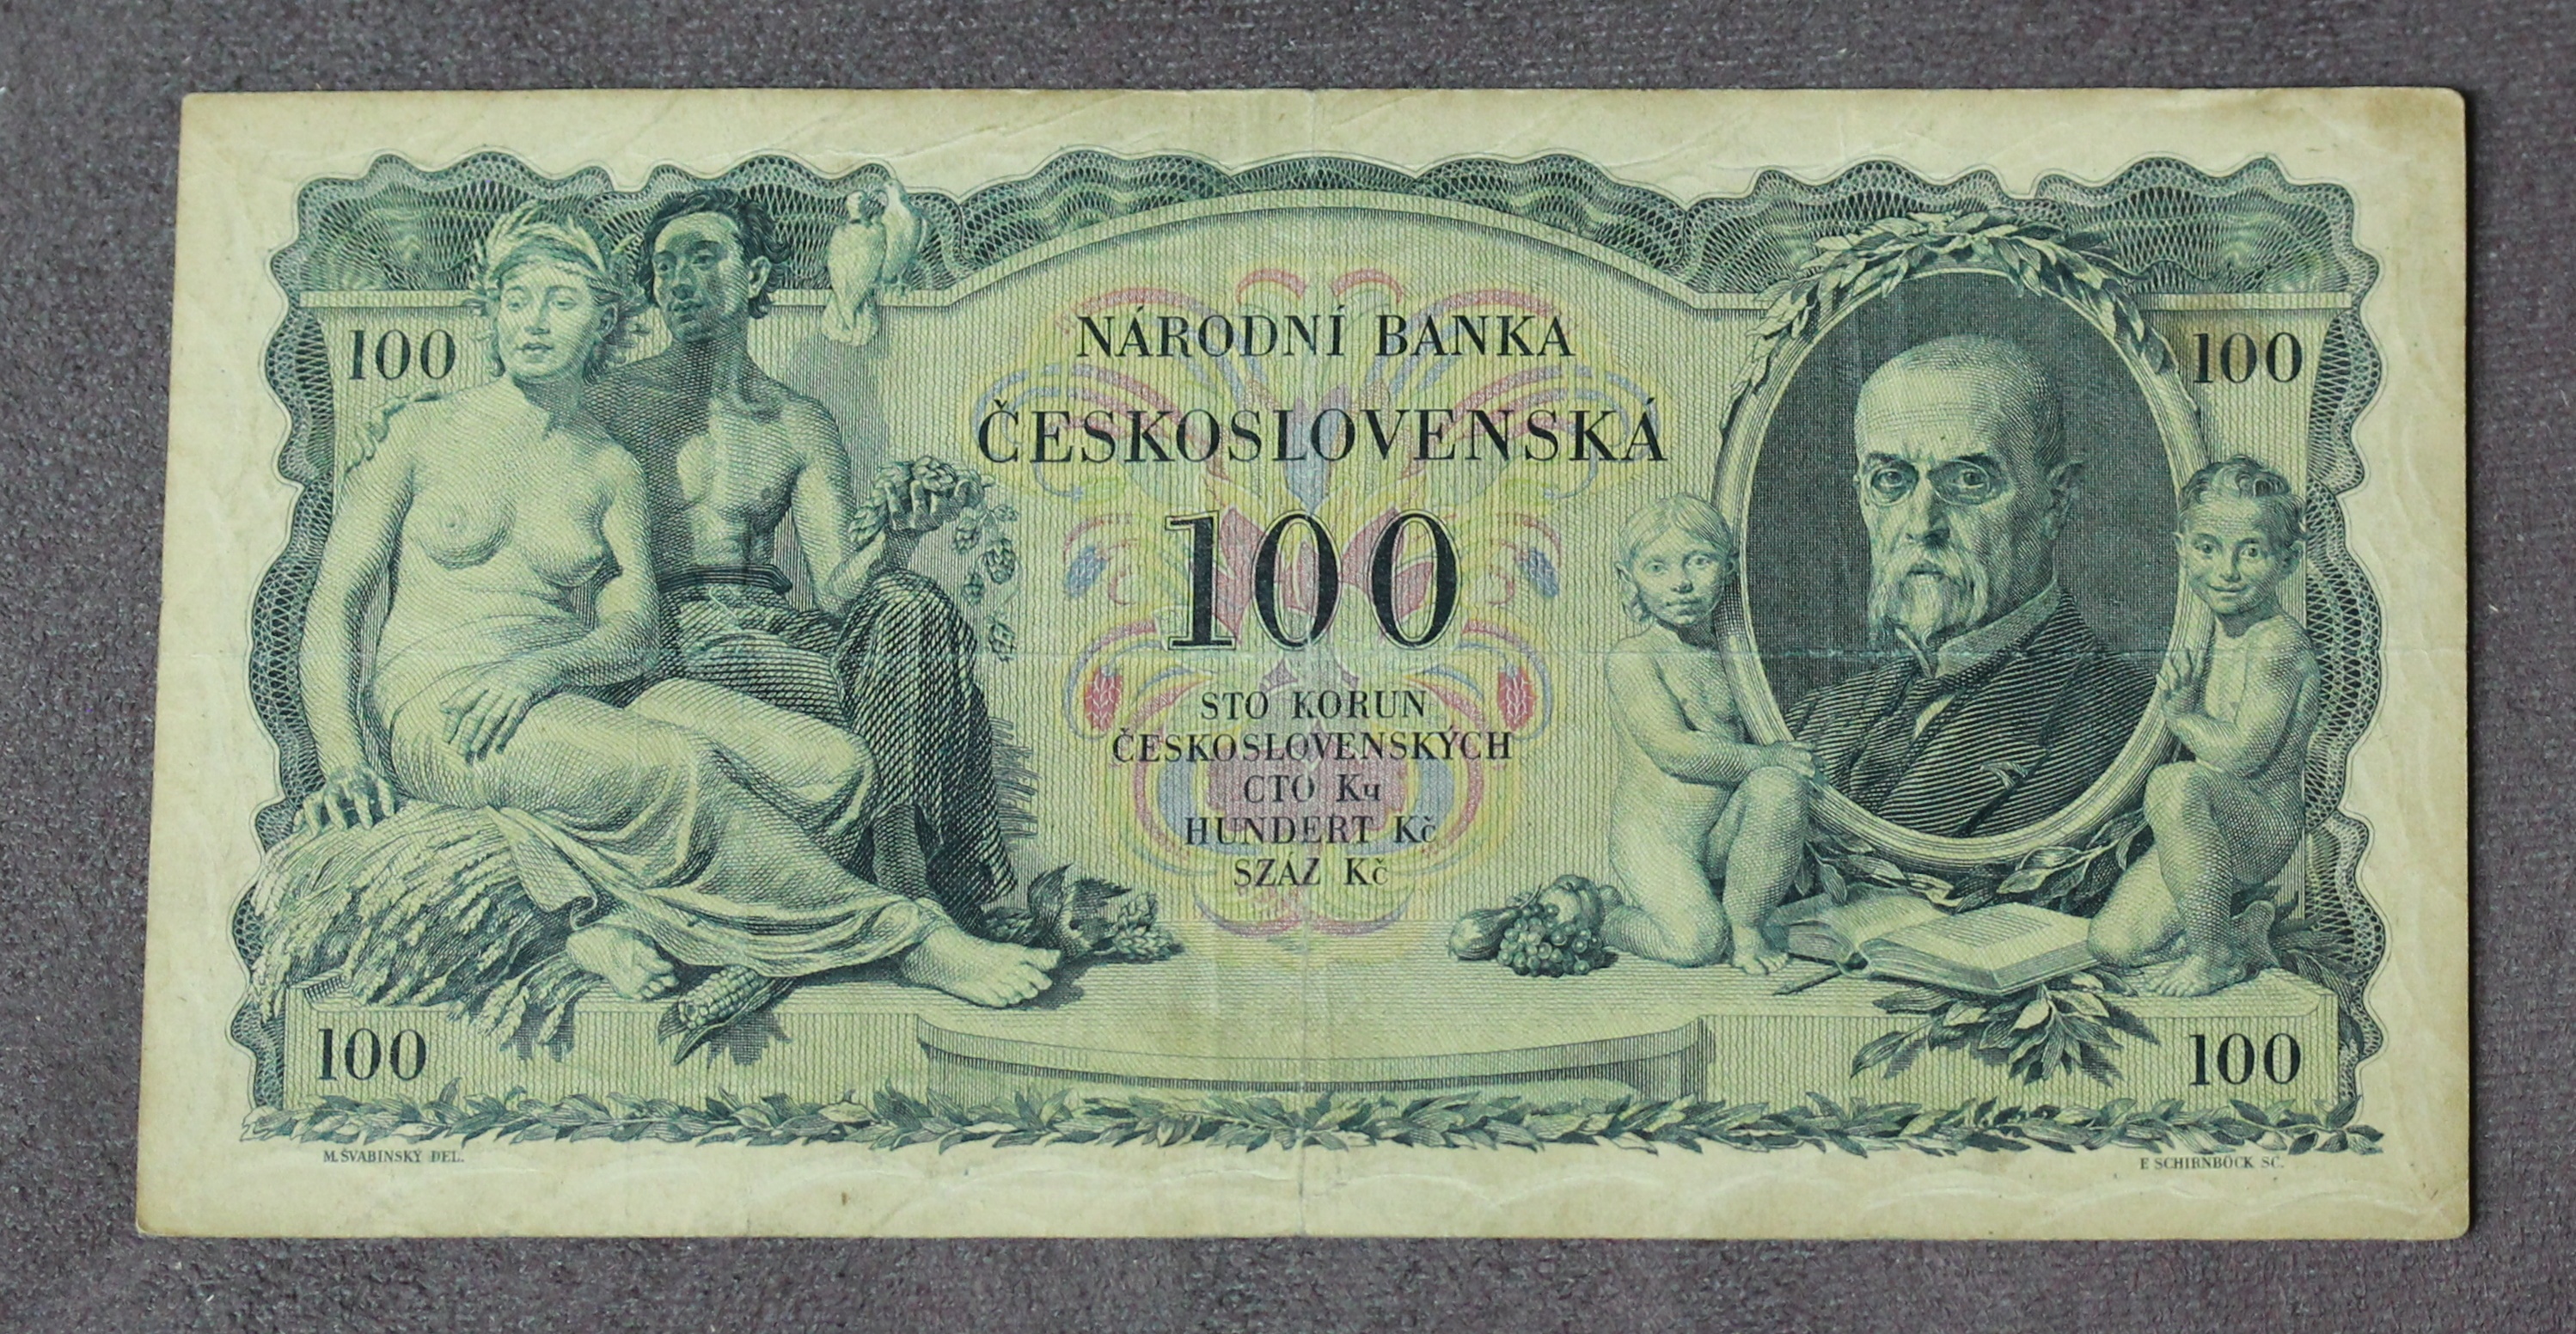 100
100
NÁRODNÍ BANKA
ČESKOSLOVENSKÁ
100
STO KORUN
ČESKOSLOVENSKÝCH
СТО Кч
HUNDERT Kč
SZÁZ Kč
100
100
M. ŠVABINSKÝ DEL.
F. SCHIRNBÖCK SC.